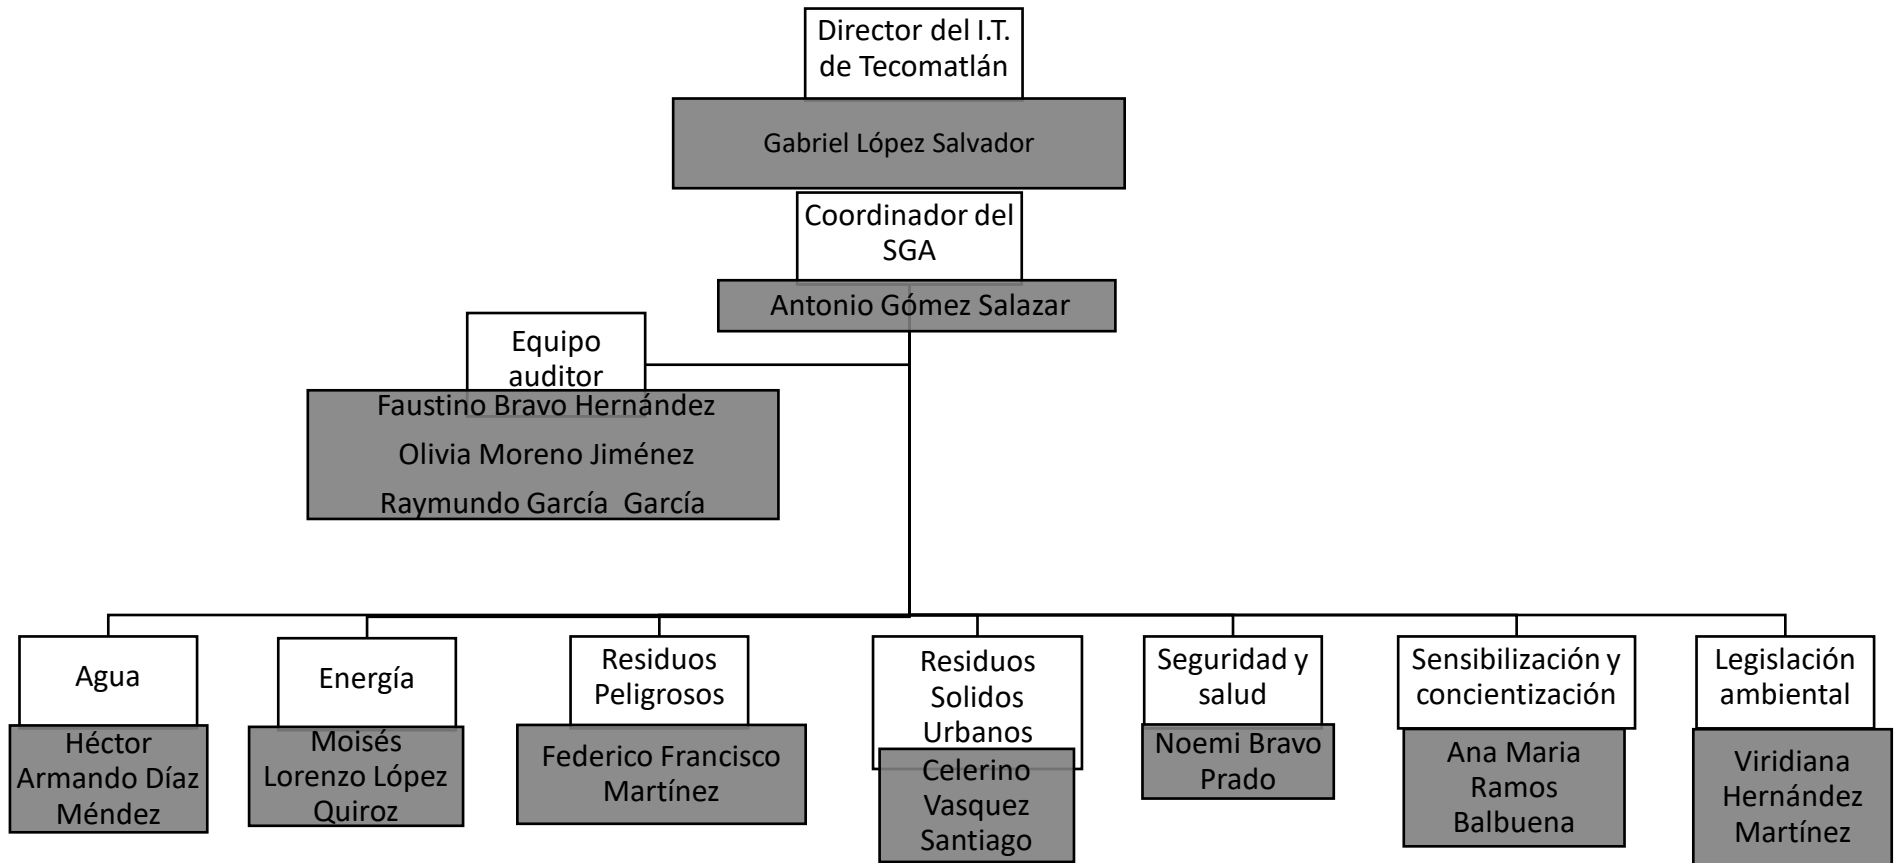 Director del I.T.
de Tecomatlán
Gabriel López Salvador
Coordinador del
SGA
Antonio Gómez Salazar
Equipo
auditor
Faustino Bravo Hernández
Olivia Moreno Jiménez
Raymundo García  García
Agua
Héctor
Armando Díaz
Méndez
Energía
Moisés
Lorenzo López
Quiroz
Residuos
Peligrosos
Federico Francisco
Martínez
Residuos
Solidos
Urbanos
Celerino
Vasquez
Santiago
Seguridad y
salud
Noemi Bravo
Prado
Sensibilización y
concientización
Ana Maria
Ramos
Balbuena
Legislación
ambiental
Viridiana
Hernández
Martínez